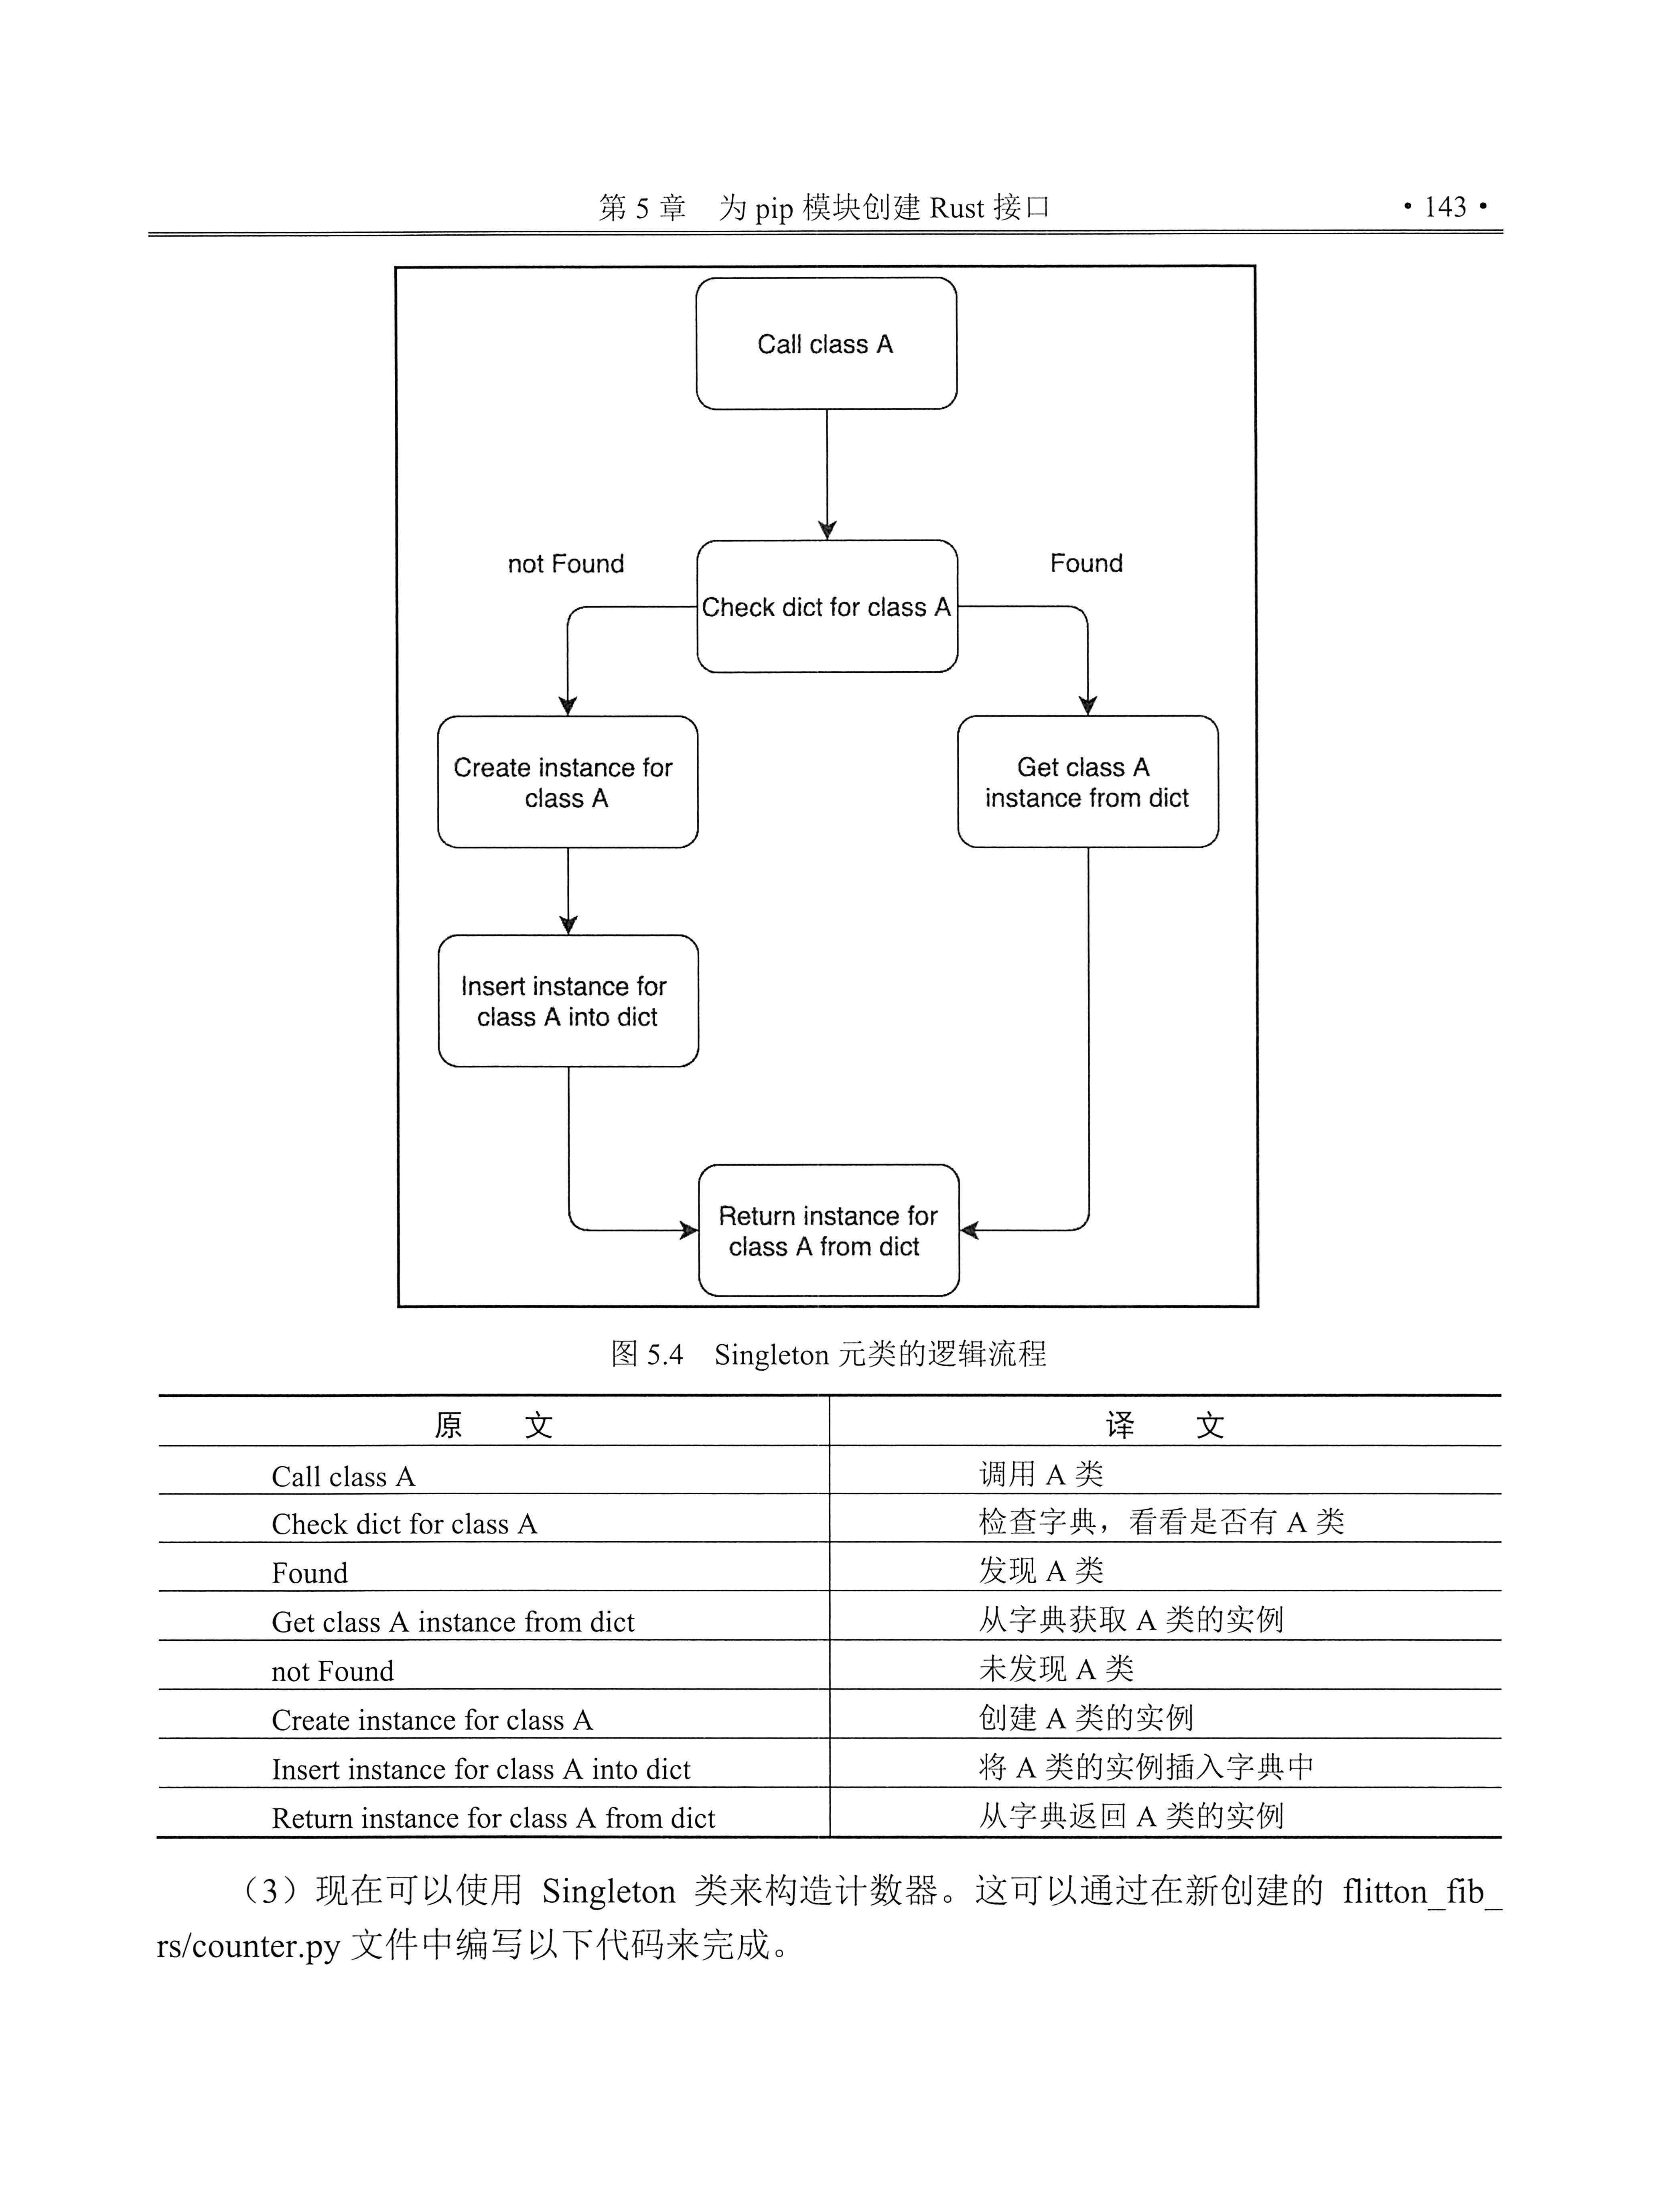 第 5 章 为 pip 模块创建 Rust 接口 • 143 •
Call class A
not Found
Found
Check dict for class A
Create instance for
class A
Get class A
instance from dict
Insert instance for
class A into dict
Return instance for
class A from dict
图 5.4 Singleton 元类的逻辑流程
原 文 译 文
Call class A 调用 A 类
Check dict for class A 检查字典，看看是否有 A 类
Found 发现 A 类
Get class A instance from dict 从字典获取 A 类的实例
not Found 未发现 A 类
Create instance for class A 创建 A 类的实例
Insert instance for class A into dict 将 A 类的实例插入字典中
Return instance for class A from dict 从字典返回 A 类的实例
（3）现在可以使用 Singleton 类来构造计数器。这可以通过在新创建的 flitton_fib_
rs/counter.py 文件中编写以下代码来完成。